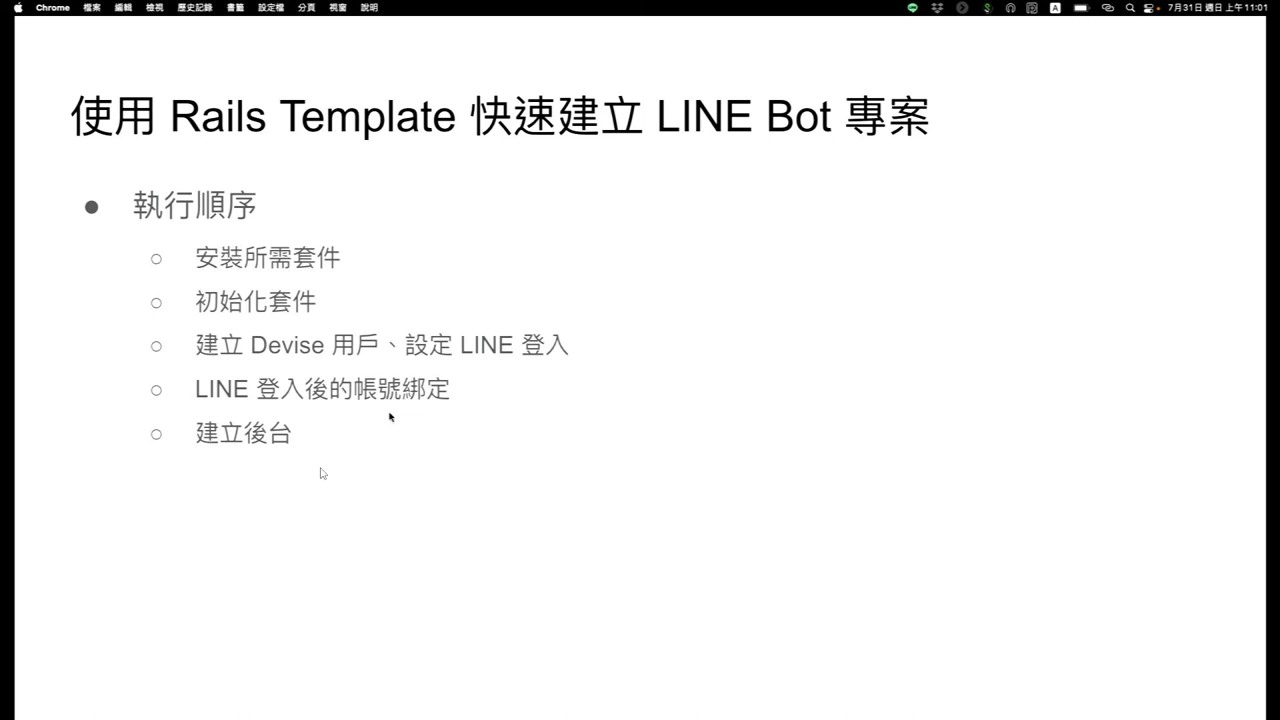 Chrome 檔案 編輯 檢視 歷史記錄 書籤 設定檔 分頁 視窗 說明 A 7月31日 週日 上午11:01
使用 Rails Template 快速建立 LINE Bot 專案
● 執行順序
○ 安裝所需套件
○ 初始化套件
○ 建立 Devise 用戶、設定 LINE 登入
○ LINE 登入後的帳號綁定
○ 建立後台